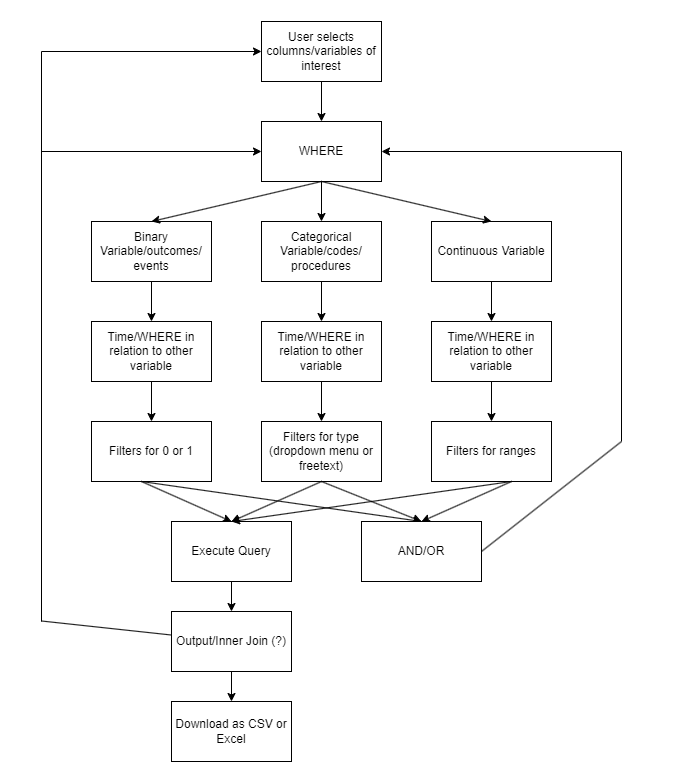 User selects
columns/variables of
interest
WHERE
Binary
Variable/outcomes/
events
Categorical
Variable/codes/
procedures
Continuous Variable
Time/WHERE in
relation to other
variable
Time/WHERE in
relation to other
variable
Time/WHERE in
relation to other
variable
Filters for 0 or 1
Filters for type
(dropdown menu or
freetext)
Filters for ranges
Execute Query
AND/OR
Output/Inner Join (?)
Download as CSV or
Excel